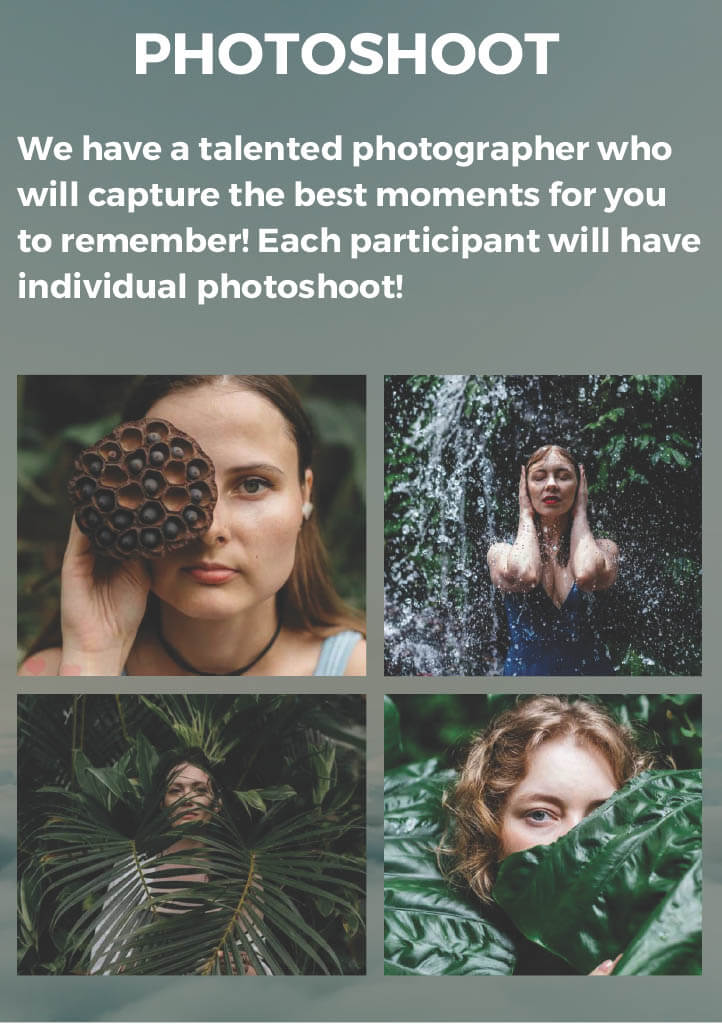 PHOTOSHOOT
We have a talented photographer who
will capture the best moments for you
to remember! Each participant will have
individual photoshoot!